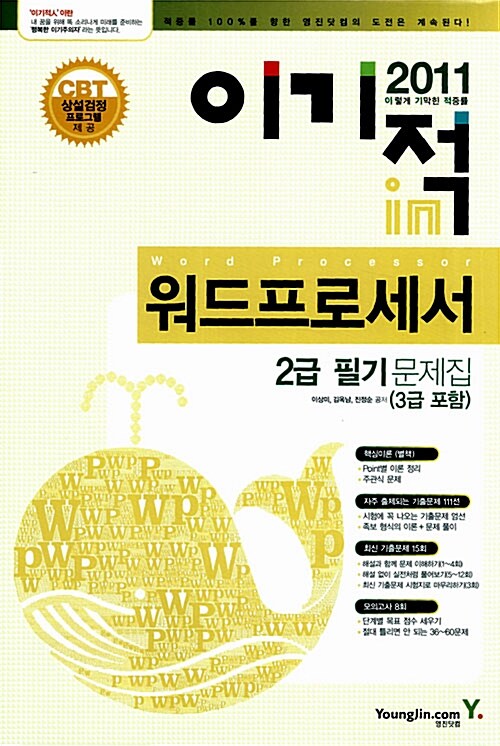 '이기적人' 이란
내 꿈을 위해 똑 소리나게 미래를 준비하는
'행복한 이기주의자' 라는 뜻입니다.
적중률 100%를 향한 영진닷컴의 도전은 계속된다!
CBT
상설검정
프로그램
제공
이기적
in
2011
이렇게 기막힌 적중률
Word Processor
워드프로세서
2급 필기 문제집
이상미, 김옥남, 진정순 공저 (3급 포함)
핵심이론 (별책)
• Point별 이론 정리
• 주관식 문제
자주 출제되는 기출문제 111선
• 시험에 꼭 나오는 기출문제 엄선
• 족보 형식의 이론 + 문제 풀이
최신 기출문제 15회
• 해설과 함께 문제 이해하기(1~4회)
• 해설 없이 실전처럼 풀어보기(5~12회)
• 최신 기출문제 시험지로 마무리하기(3회)
모의고사 8회
• 단계별 목표 점수 세우기
• 절대 틀리면 안 되는 36~60문제
YoungJin.com Y.
영진닷컴